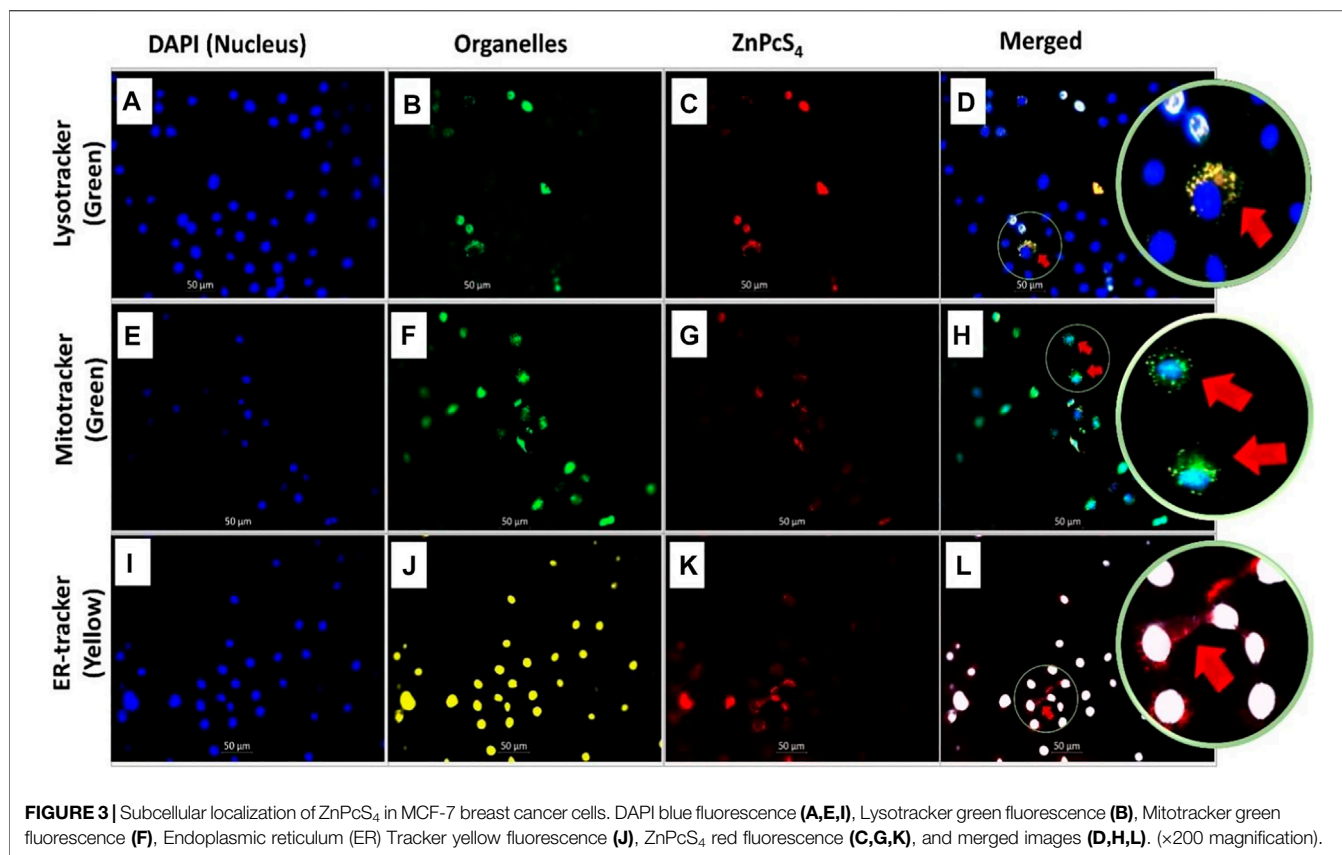 DAPI (Nucleus) Organelles ZnPcS₄ Merged
Lysotracker
(Green)
A B C D
50 µm 50 µm 50 µm
Mitotracker
(Green)
E F G H
50 µm 50 µm 50 µm 50 µm
ER-tracker
(Yellow)
I J K L
50 µm 50 µm 50 µm 50 µm
FIGURE 3 | Subcellular localization of ZnPcS₄ in MCF-7 breast cancer cells. DAPI blue fluorescence (A,E,I), Lysotracker green fluorescence (B), Mitotracker green
fluorescence (F), Endoplasmic reticulum (ER) Tracker yellow fluorescence (J), ZnPcS₄ red fluorescence (C,G,K), and merged images (D,H,L). (×200 magnification).